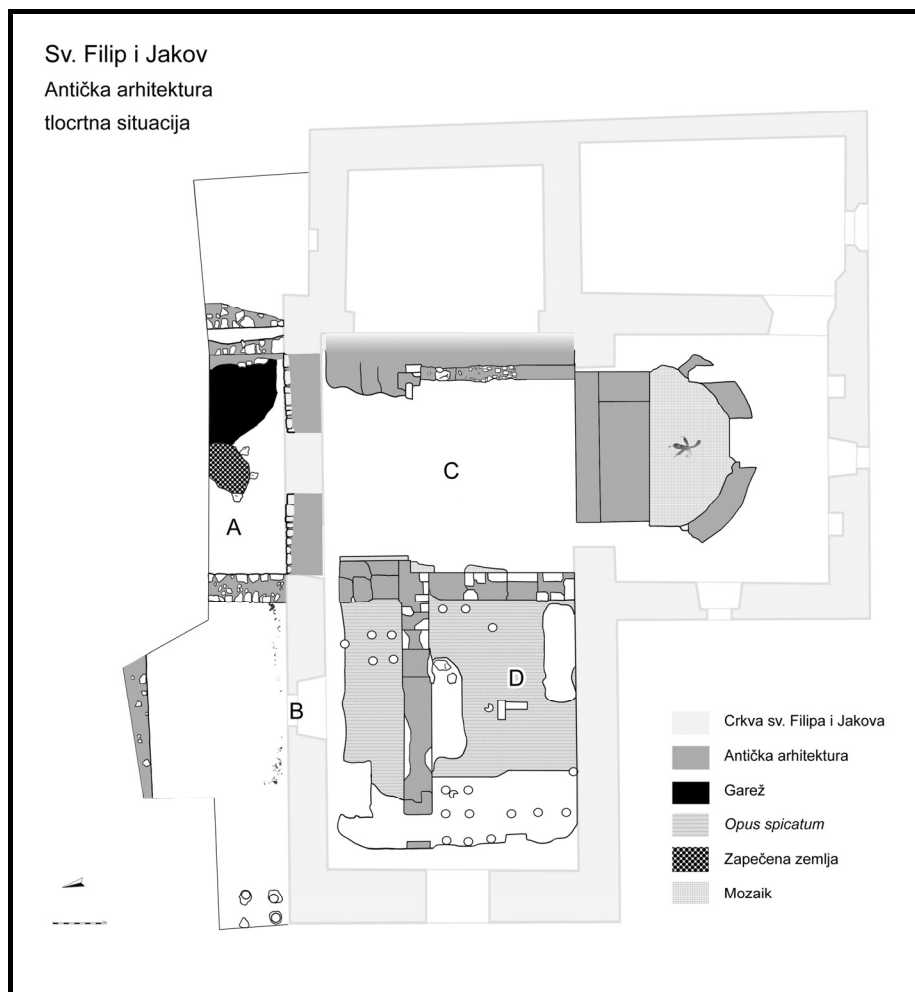 Sv. Filip i Jakov
Antička arhitektura
tlocrtna situacija
C
A
D
B
Crkva sv. Filipa i Jakova
Antička arhitektura
Garež
Opus spicatum
Zapečena zemlja
Mozaik